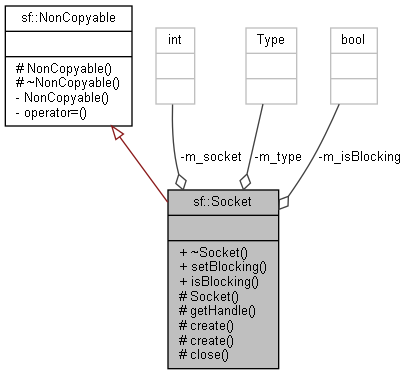 sf::NonCopyable
# NonCopyable()
# ~NonCopyable()
- NonCopyable()
- operator=()
int
Type
bool
-m_socket
-m_type
-m_isBlocking
sf::Socket
+ ~Socket()
+ setBlocking()
+ isBlocking()
# Socket()
# getHandle()
# create()
# create()
# close()